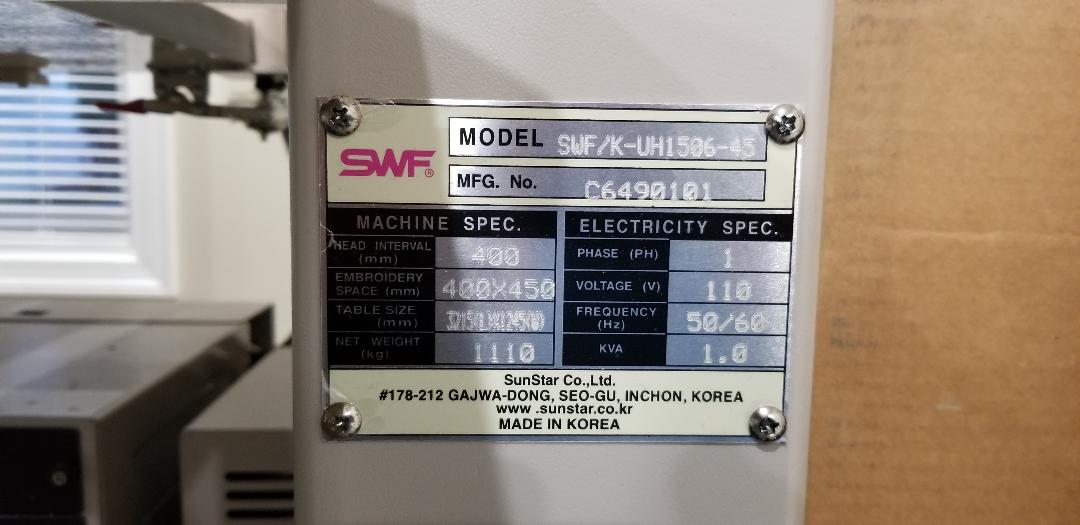 SWF®
MODEL SWF/K-UH1506-45
MFG. No. C6490101
MACHINE SPEC.
HEAD INTERVAL (mm) 400
EMBROIDERY SPACE (mm) 400X450
TABLE SIZE (mm)
NET WEIGHT (kg) 1110
ELECTRICITY SPEC.
PHASE (PH) 1
VOLTAGE (V) 110
FREQUENCY (Hz) 50/60
KVA 1.0
SunStar Co.,Ltd.
#178-212 GAJWA-DONG, SEO-GU, INCHON, KOREA
www.sunstar.co.kr
MADE IN KOREA